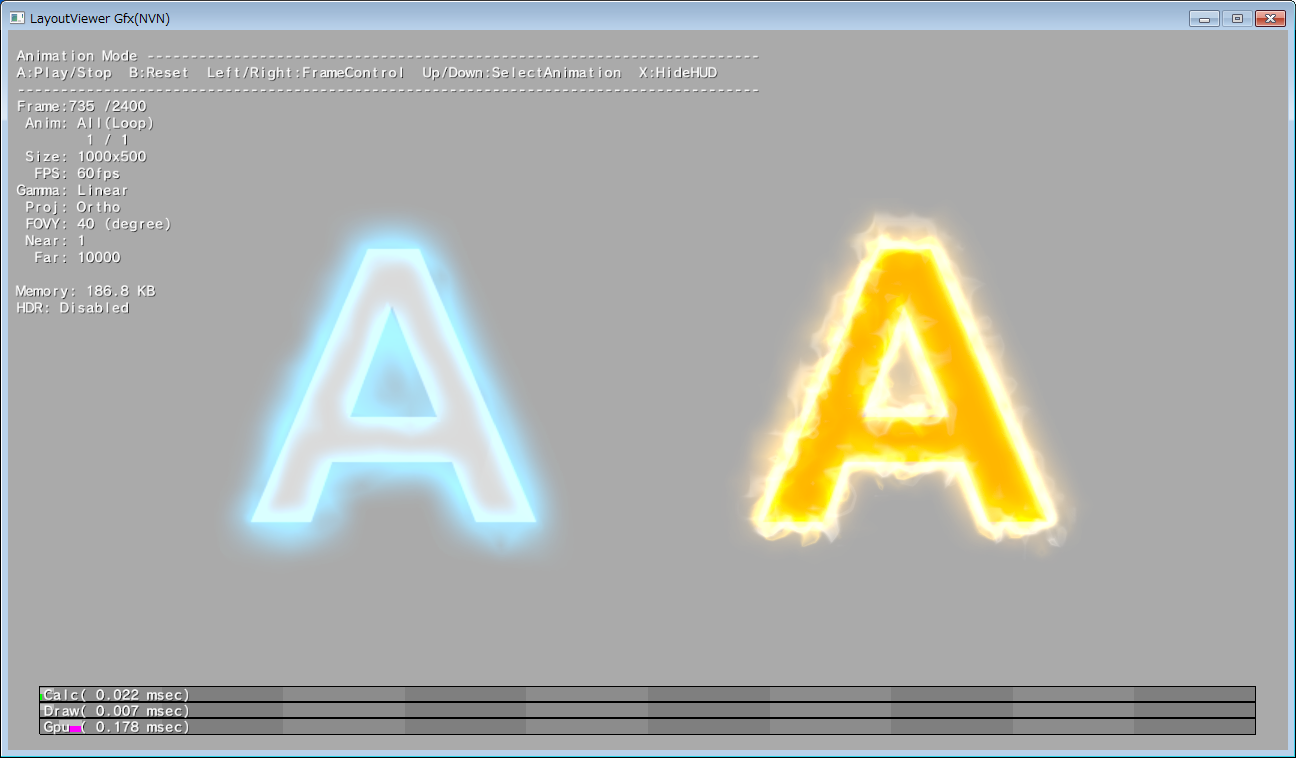 LayoutViewer Gfx(NVN)
Animation Mode -----------------------------------------------------------------------
A:Play/Stop  B:Reset  Left/Right:FrameControl  Up/Down:SelectAnimation  X:HideHUD
--------------------------------------------------------------------------------------
Frame:735 /2400
Anim: All(Loop)
1 / 1
Size: 1000x500
FPS: 60fps
Gamma: Linear
Proj: Ortho
FOVY: 40 (degree)
Near: 1
Far: 10000
Memory: 186.8 KB
HDR: Disabled
A A
Calc( 0.022 msec)
Draw( 0.007 msec)
Gpu ( 0.178 msec)